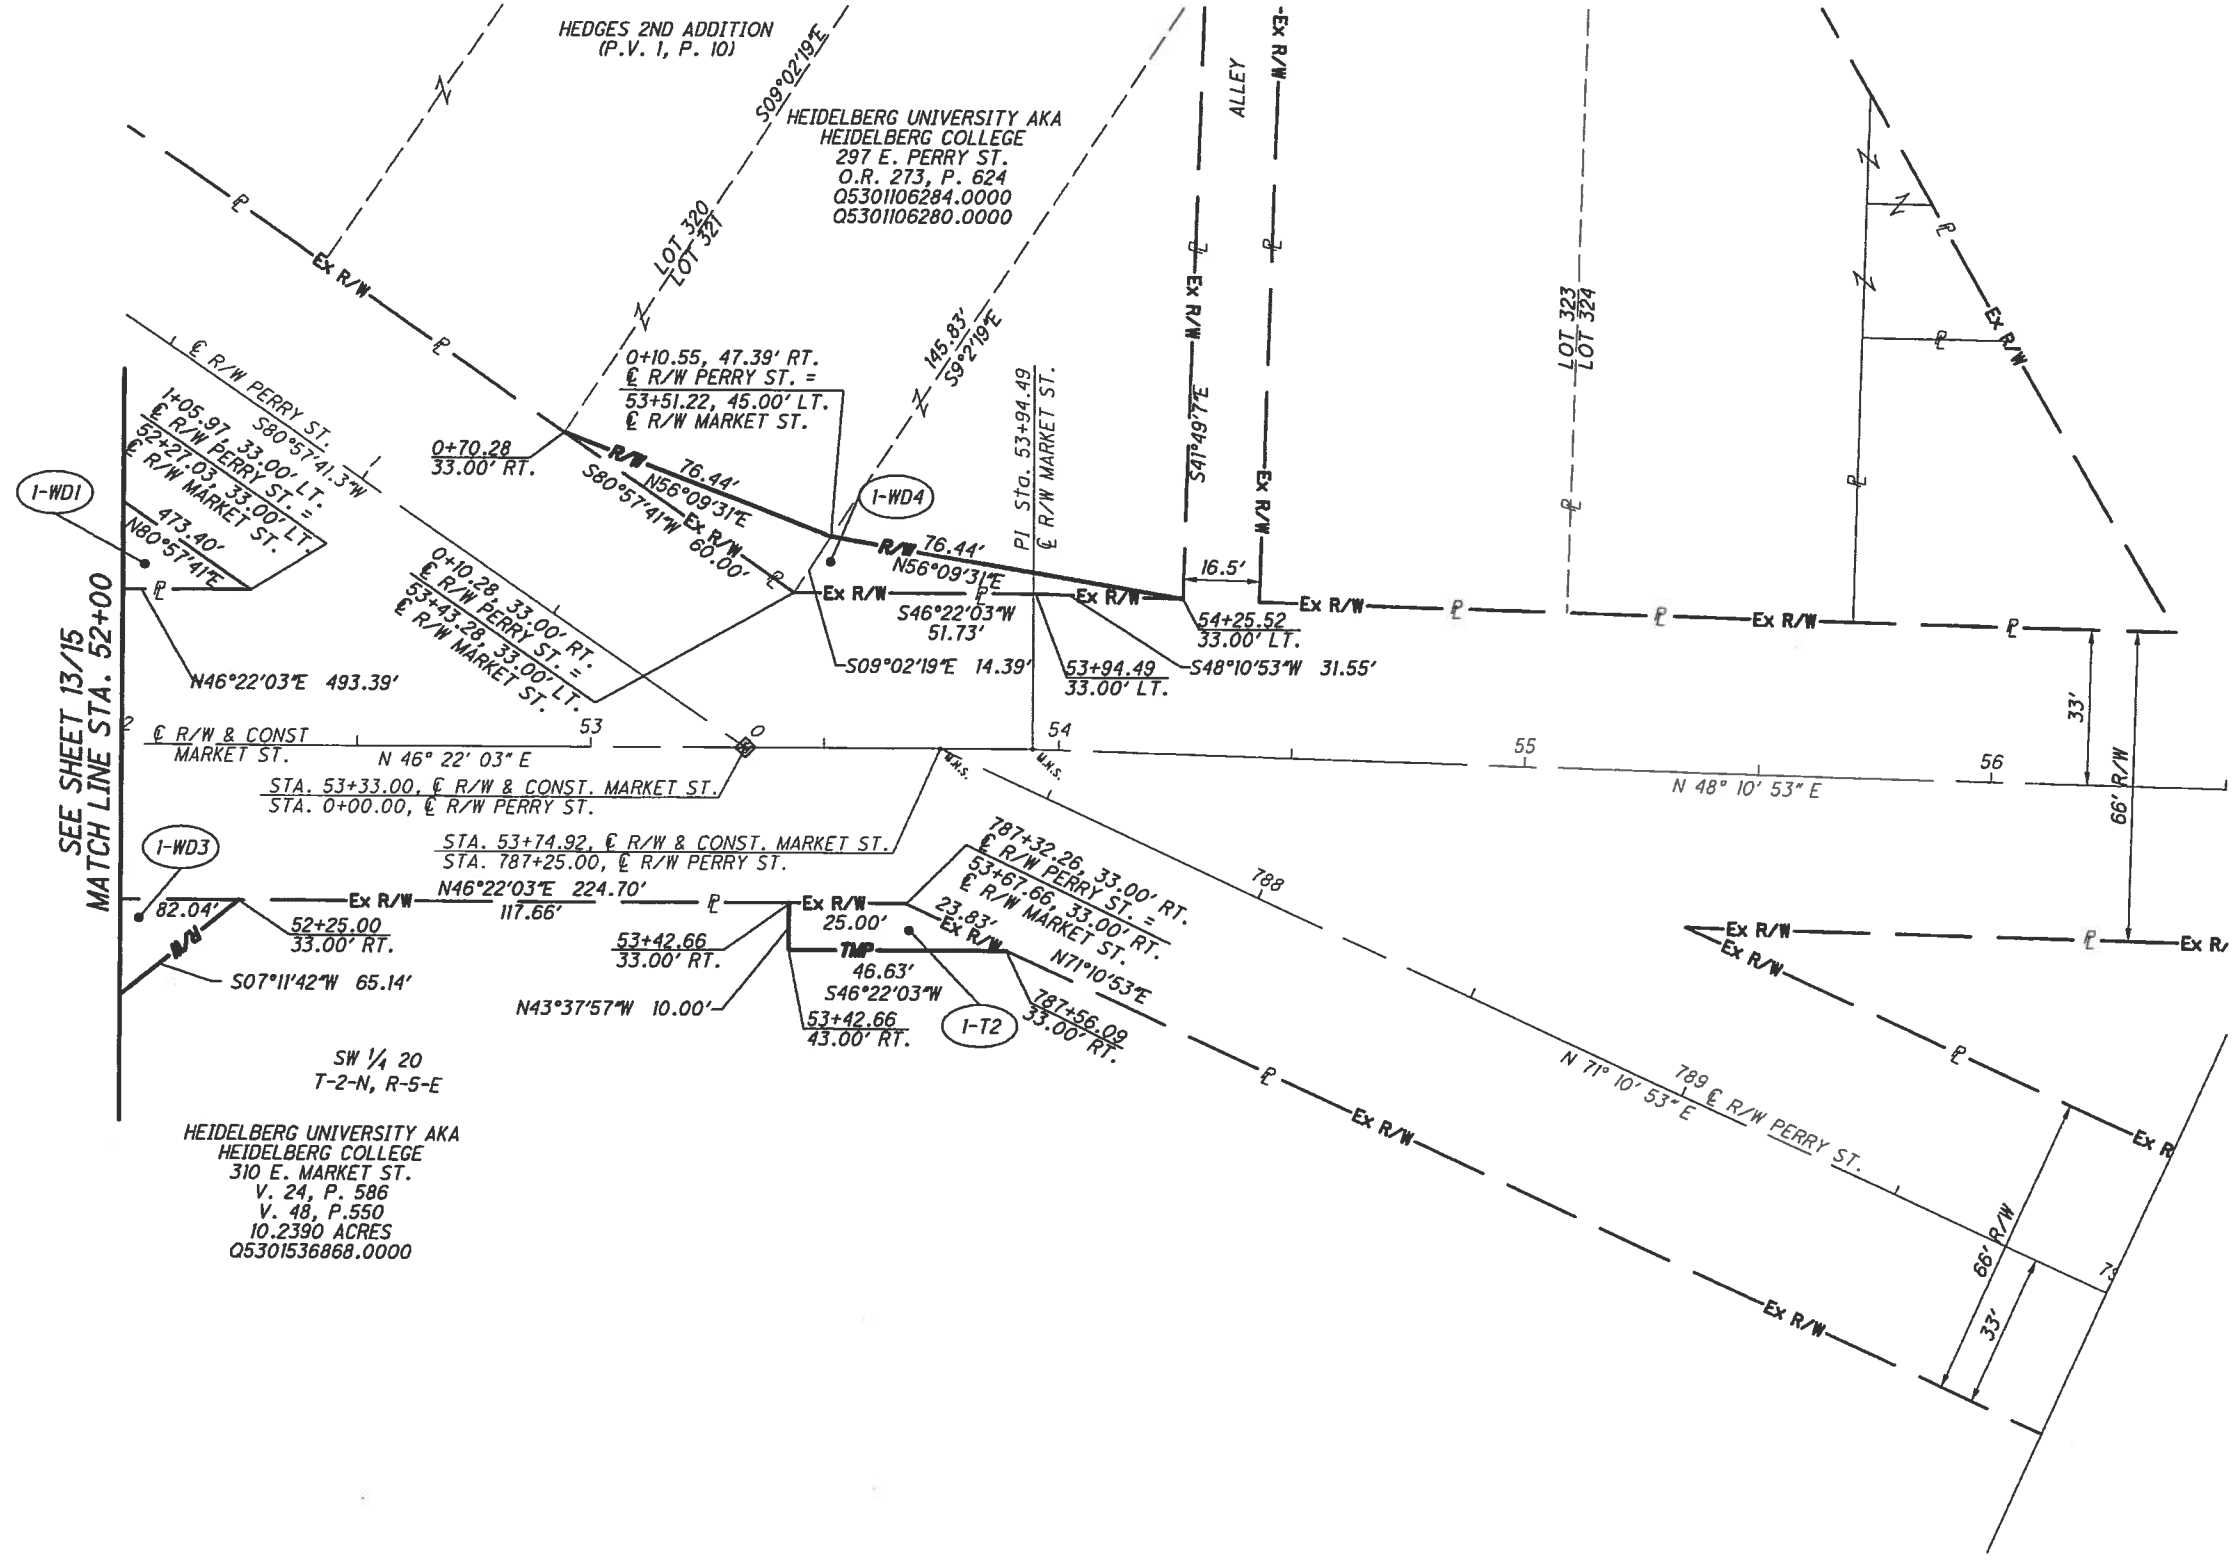 HEDGES 2ND ADDITION
(P.V. 1, P. 10)
S09°02'19"E
HEIDELBERG UNIVERSITY AKA
HEIDELBERG COLLEGE
297 E. PERRY ST.
O.R. 273, P. 624
Q5301106284.0000
Q5301106280.0000
ALLEY
Ex R/W
LOT 320
LOT 321
Ex R/W
145.83'
S9°2'19"E
Ex R/W
S41°49'7"E
Ex R/W
LOT 323
LOT 324
Ex R/W
℄ R/W PERRY ST.
S80°57'41.3"W
1
1+05.97, 33.00' LT.
℄ R/W PERRY ST. =
52+27.03, 33.00' LT.
℄ R/W MARKET ST.
0+10.55, 47.39' RT.
℄ R/W PERRY ST. =
53+51.22, 45.00' LT.
℄ R/W MARKET ST.
0+70.28
33.00' RT.
PI Sta. 53+94.49
℄ R/W MARKET ST.
1-WD1
473.40'
N80°57'41"E
R/W
76.44'
N56°09'31"E
S80°57'41"W
Ex R/W
60.00'
1-WD4
R/W
76.44'
N56°09'31"E
16.5'
Ex R/W
Ex R/W
Ex R/W
Ex R/W
S46°22'03"W
51.73'
54+25.52
33.00' LT.
S09°02'19"E 14.39'
53+94.49
33.00' LT.
S48°10'53"W 31.55'
0+10.28, 33.00' RT.
℄ R/W PERRY ST. =
53+43.28, 33.00' LT.
℄ R/W MARKET ST.
N46°22'03"E 493.39'
SEE SHEET 13/15
MATCH LINE STA. 52+00
2
℄ R/W & CONST
MARKET ST.
53
N 46° 22' 03" E
0
54
55
56
N 48° 10' 53" E
33'
66' R/W
STA. 53+33.00, ℄ R/W & CONST. MARKET ST.
STA. 0+00.00, ℄ R/W PERRY ST.
M.N.S.
M.N.S.
STA. 53+74.92, ℄ R/W & CONST. MARKET ST.
STA. 787+25.00, ℄ R/W PERRY ST.
1-WD3
82.04'
R/W
52+25.00
33.00' RT.
S07°11'42"W 65.14'
Ex R/W
N46°22'03"E 224.70'
117.66'
Ex R/W
25.00'
53+42.66
33.00' RT.
N43°37'57"W 10.00'
TMP
46.63'
S46°22'03"W
53+42.66
43.00' RT.
787+32.26, 33.00' RT.
℄ R/W PERRY ST. =
53+67.66, 33.00' RT.
℄ R/W MARKET ST.
23.83'
Ex R/W
N71°10'53"E
1-T2
787+56.09
33.00' RT.
788
Ex R/W
Ex R/
Ex R/W
N 71° 10' 53" E
789
℄ R/W PERRY ST.
Ex R/W
Ex R
66' R/W
33'
79
Ex R/W
SW 1/4 20
T-2-N, R-5-E
HEIDELBERG UNIVERSITY AKA
HEIDELBERG COLLEGE
310 E. MARKET ST.
V. 24, P. 586
V. 48, P.550
10.2390 ACRES
Q5301536868.0000